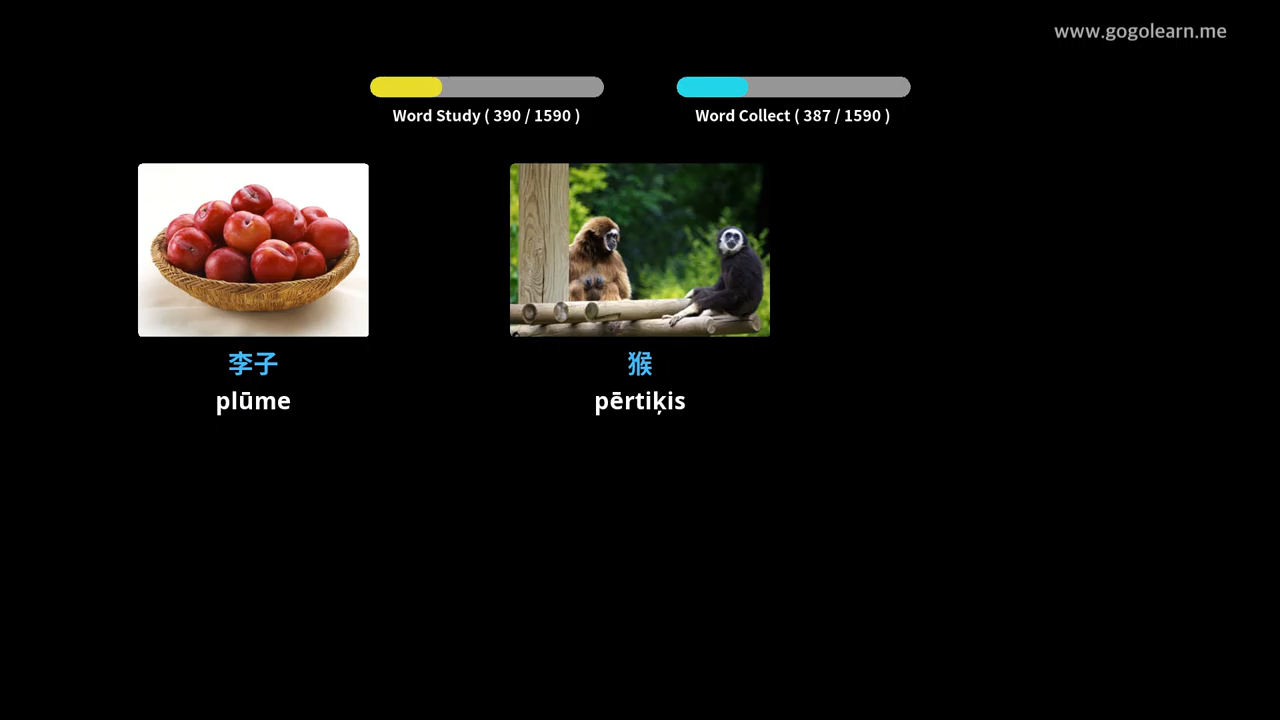 www.gogolearn.me
Word Study ( 390 / 1590 )
Word Collect ( 387 / 1590 )
李子
plūme
猴
pērtiķis